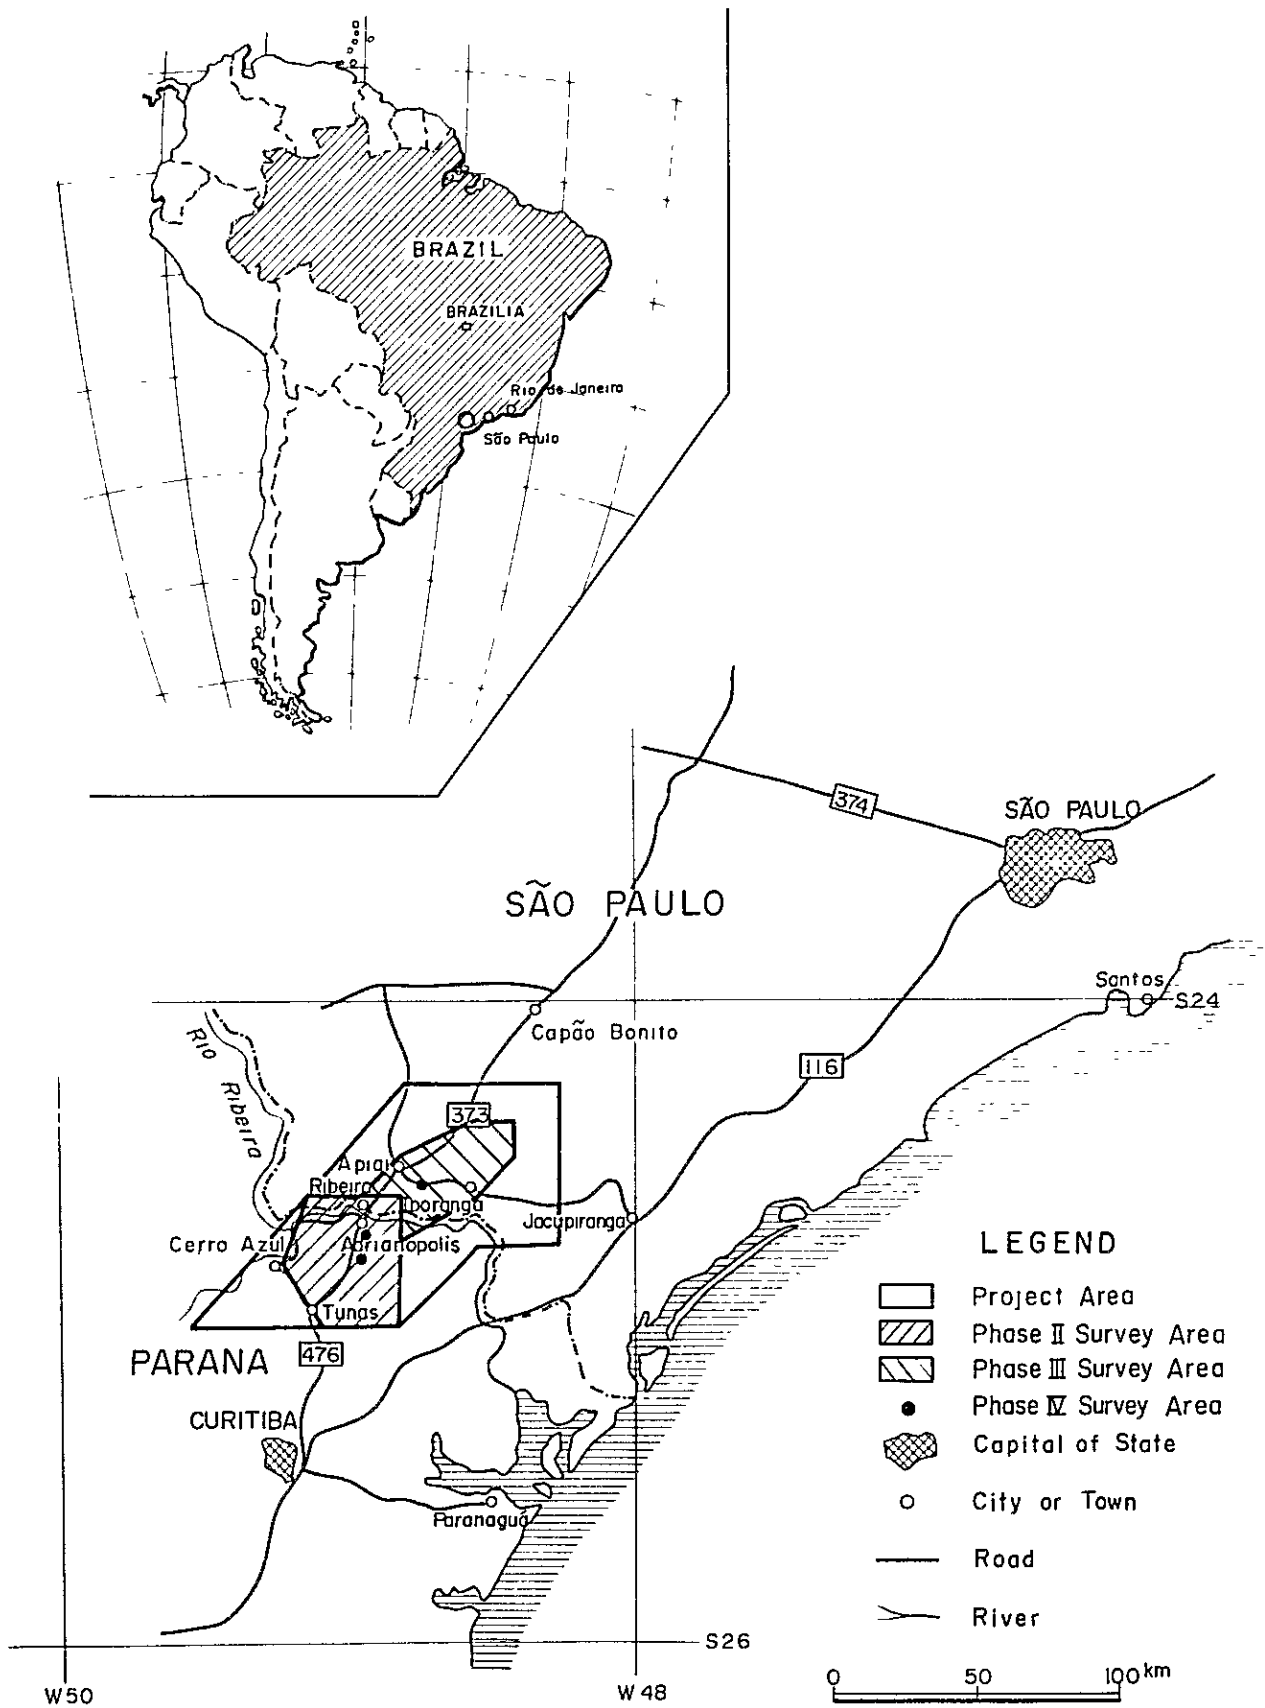 BRAZIL
BRAZILIA
Rio de Janeiro
São Paulo
374
SÃO PAULO
SÃO PAULO
Santos
S24
Capão Bonito
Rio Ribeira
116
373
Apiaí
Ribeira
Iporanga
Jacupiranga
Cerro Azul
Adrianopolis
Tunas
476
PARANA
CURITIBA
Paranaguá
LEGEND
Project Area
Phase II Survey Area
Phase III Survey Area
Phase IV Survey Area
Capital of State
City or Town
Road
River
S26
W50
W48
0 50 100 km